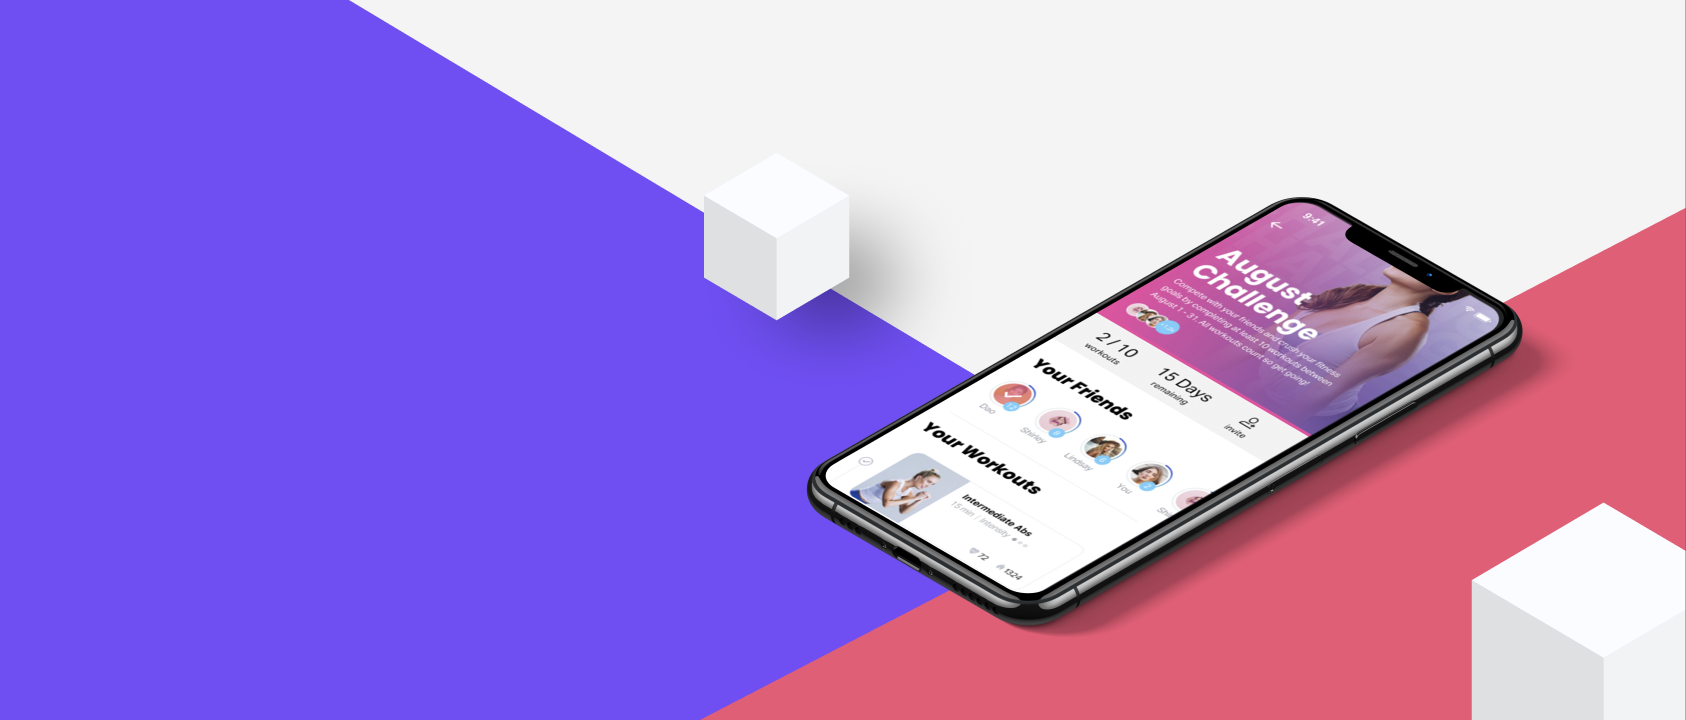 9:41
August
Challenge
Compete with your friends and crush your fitness
goals by completing at least 10 workouts between
August 1 - 31. All workouts count so get going!
2 / 10
workouts
15 Days
remaining
invite
Your Friends
Dao
Shirley
Lindsay
You
Your Workouts
Intermediate Abs
15 min | Intensity
72
1324